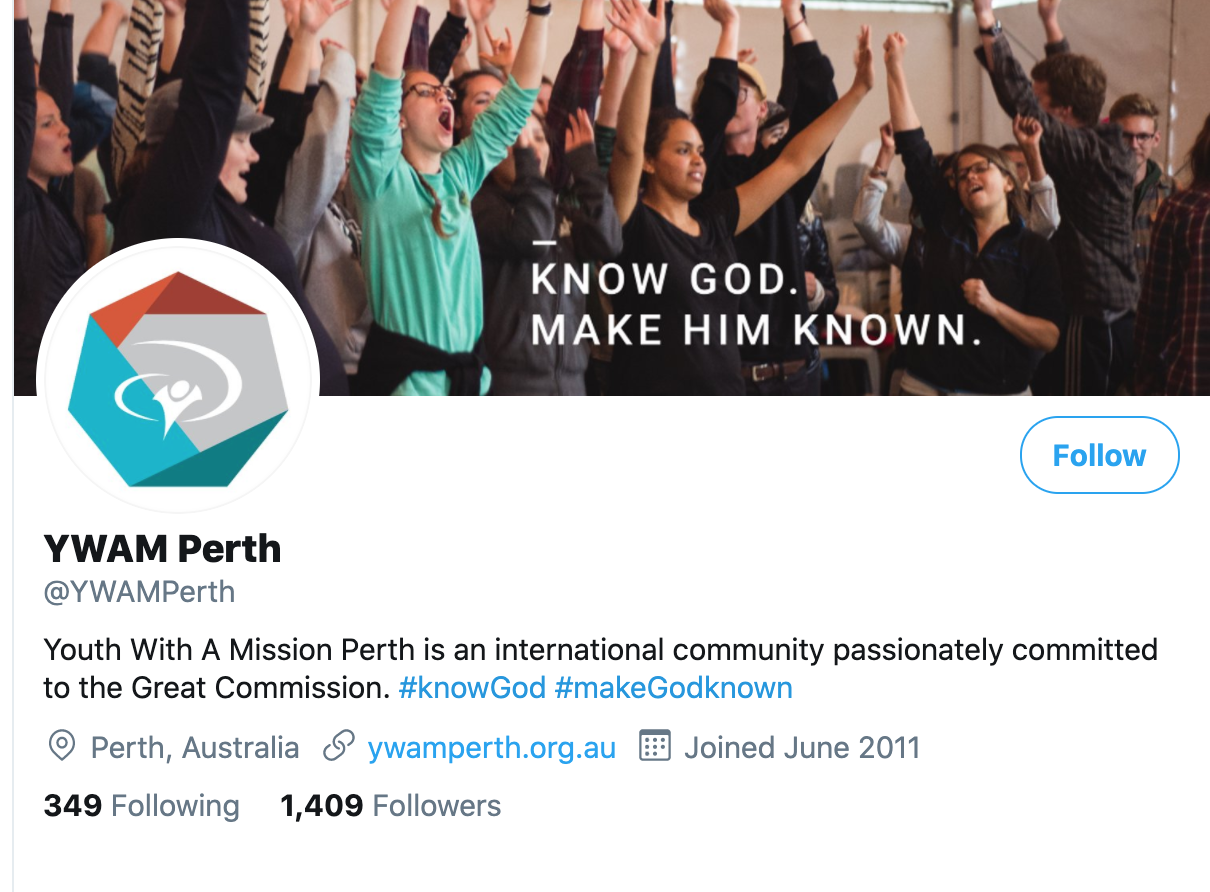 KNOW GOD.
MAKE HIM KNOWN.
Follow
YWAM Perth
@YWAMPerth
Youth With A Mission Perth is an international community passionately committed
to the Great Commission. #knowGod #makeGodknown
Perth, Australia ywamperth.org.au Joined June 2011
349 Following 1,409 Followers